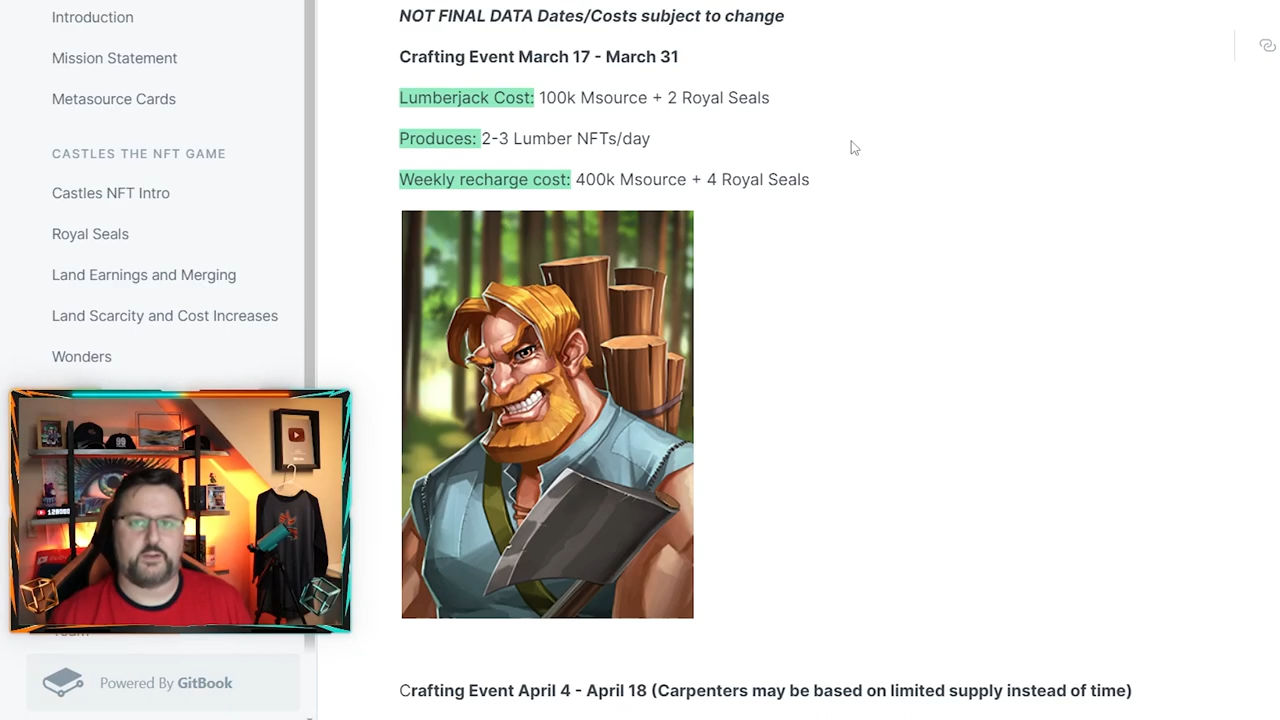 Introduction
Mission Statement
Metasource Cards
CASTLES THE NFT GAME
Castles NFT Intro
Royal Seals
Land Earnings and Merging
Land Scarcity and Cost Increases
Wonders
Team
Powered By GitBook
NOT FINAL DATA Dates/Costs subject to change
Crafting Event March 17 - March 31
Lumberjack Cost: 100k Msource + 2 Royal Seals
Produces: 2-3 Lumber NFTs/day
Weekly recharge cost: 400k Msource + 4 Royal Seals
Crafting Event April 4 - April 18 (Carpenters may be based on limited supply instead of time)